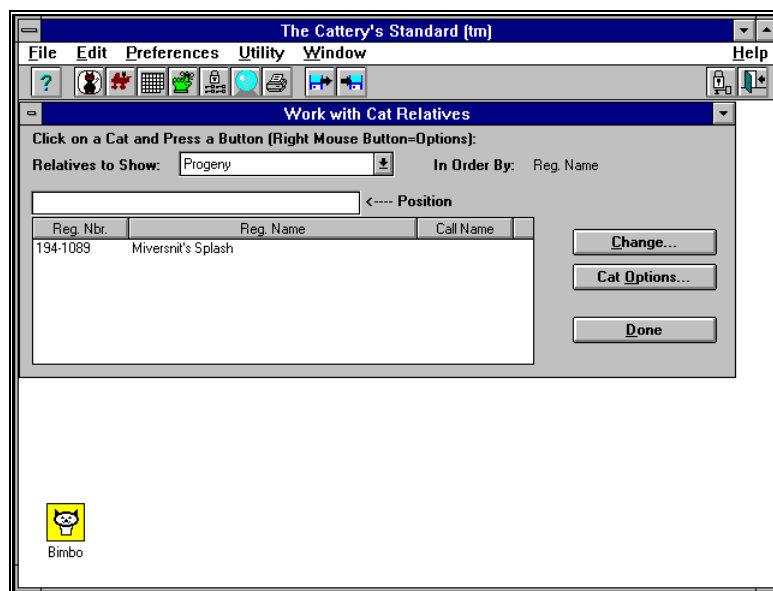 The Cattery's Standard (tm)
File Edit Preferences Utility Window Help
?
Work with Cat Relatives
Click on a Cat and Press a Button (Right Mouse Button=Options):
Relatives to Show: Progeny In Order By: Reg. Name
<---- Position
Reg. Nbr. Reg. Name Call Name
194-1089 Miversnit's Splash
Change...
Cat Options...
Done
Bimbo